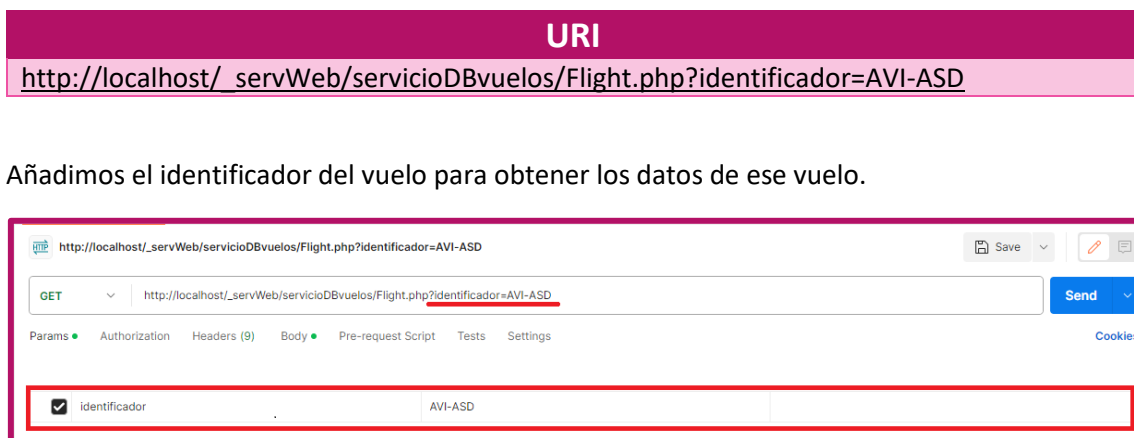 URI
http://localhost/_servWeb/servicioDBvuelos/Flight.php?identificador=AVI-ASD
Añadimos el identificador del vuelo para obtener los datos de ese vuelo.
HTTP http://localhost/_servWeb/servicioDBvuelos/Flight.php?identificador=AVI-ASD Save
GET http://localhost/_servWeb/servicioDBvuelos/Flight.php?identificador=AVI-ASD Send
Params Authorization Headers (9) Body Pre-request Script Tests Settings Cookies
identificador AVI-ASD